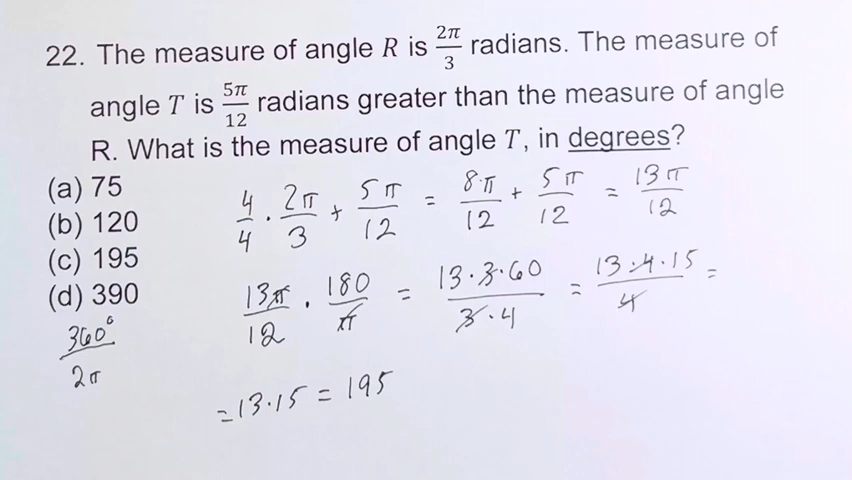 22. The measure of angle R is 2π/3 radians. The measure of
angle T is 5π/12 radians greater than the measure of angle
R. What is the measure of angle T, in degrees?
(a) 75
(b) 120
(c) 195
(d) 390
4/4 · 2π/3 + 5π/12 = 8·π/12 + 5π/12 = 13π/12
13π/12 · 180/π = 13·3·60/3·4 = 13·4·15/4 =
360°/2π
=13·15 = 195